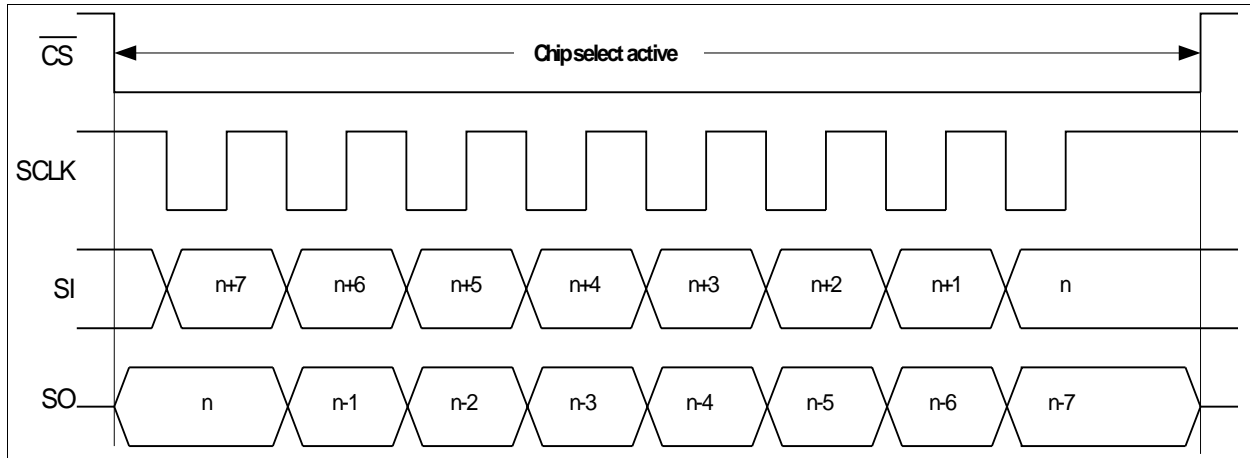 CS
Chip select active
SCLK
SI
n+7 n+6 n+5 n+4 n+3 n+2 n+1 n
SO
n n-1 n-2 n-3 n-4 n-5 n-6 n-7